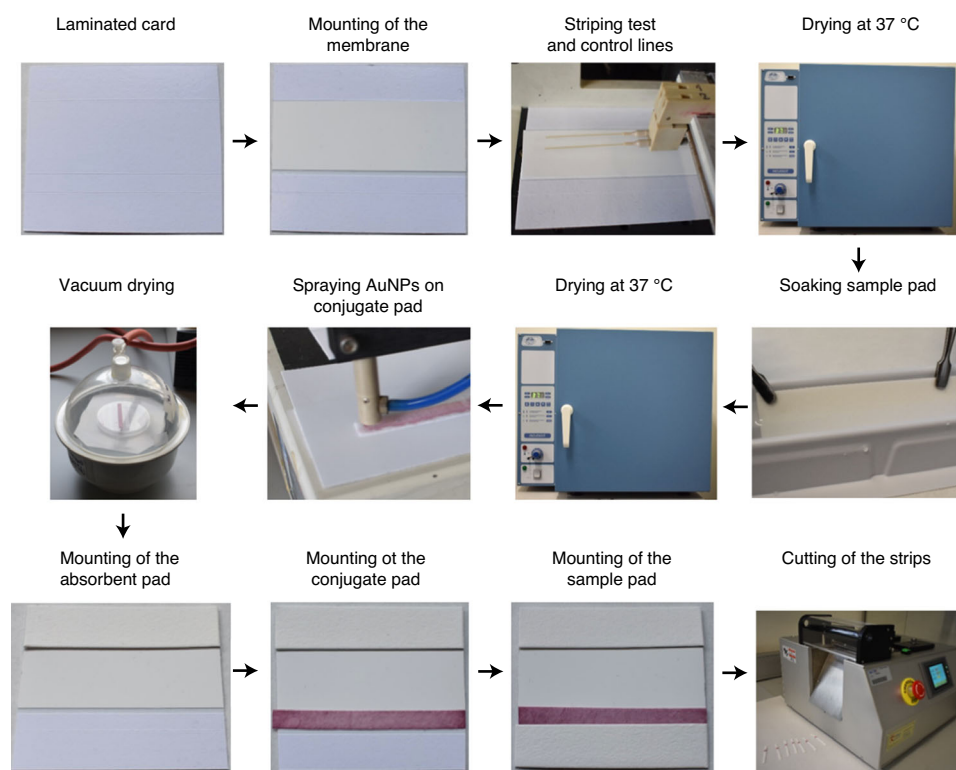 Laminated card
Mounting of the
membrane
Striping test
and control lines
Drying at 37 °C
Vacuum drying
Spraying AuNPs on
conjugate pad
Drying at 37 °C
Soaking sample pad
Mounting of the
absorbent pad
Mounting ot the
conjugate pad
Mounting of the
sample pad
Cutting of the strips